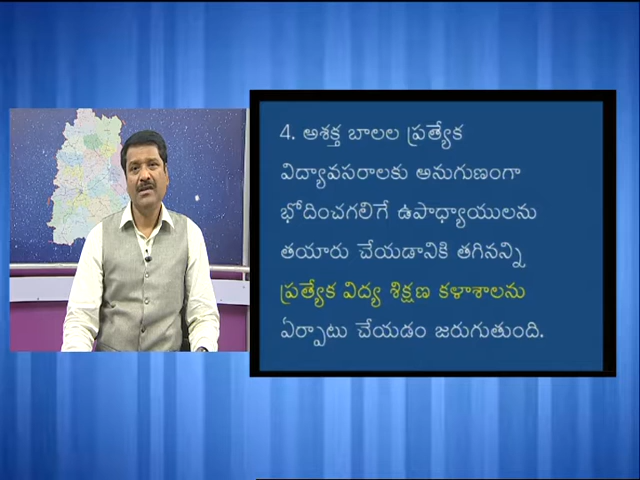 4. అశక్త బాలల ప్రత్యేక
విద్యావసరాలకు అనుగుణంగా
భోదించగలిగే ఉపాధ్యాయులను
తయారు చేయడానికి తగినన్ని
ప్రత్యేక విద్య శిక్షణ కళాశాలను
ఏర్పాటు చేయడం జరుగుతుంది.